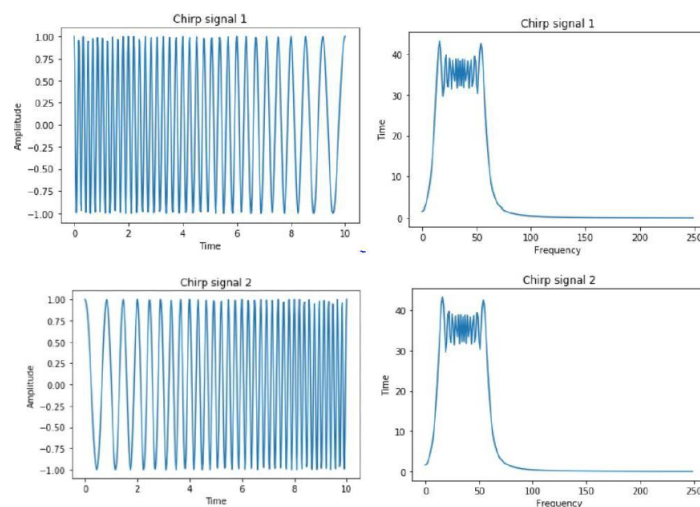 Chirp signal 1
1.00
0.75
0.50
0.25
0.00
−0.25
−0.50
−0.75
−1.00
Amplitude
0 2 4 6 8 10
Time
Chirp signal 1
40
30
20
10
0
Time
0 50 100 150 200 250
Frequency
Chirp signal 2
1.00
0.75
0.50
0.25
0.00
−0.25
−0.50
−0.75
−1.00
Amplitude
0 2 4 6 8 10
Time
Chirp signal 2
40
30
20
10
0
Time
0 50 100 150 200 250
Frequency